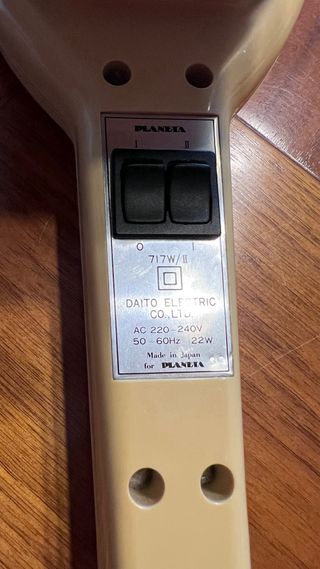 PLANETA
I II
O I
717W/II
DAITO ELECTRIC
CO., LTD.
AC 220-240V
50-60Hz 22W
Made in Japan
for PLANETA